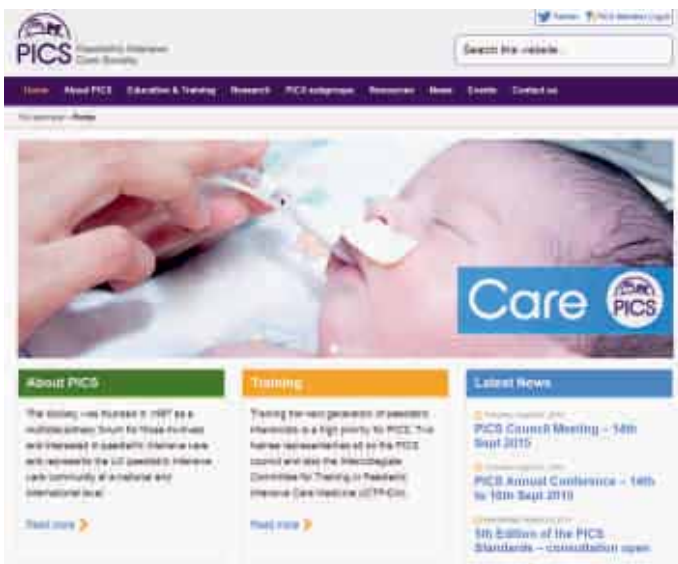 PICS Paediatric Intensive
Care Society
Twitter PICS Member Log in
Search this website...
Home About PICS Education & Training Research PICS subgroups Resources News Events Contact us
Home
Care PICS
About PICS
The Society was founded in 1987 as a
multidisciplinary forum for those involved
and interested in paediatric intensive care
and represents the UK paediatric intensive
care community at a national and
international level.
Read more
Training
Training the next generation of paediatric
intensivists is a high priority for PICS. Two
trainee representatives sit on the PICS
council and also the Intercollegiate
Committee for Training in Paediatric
Intensive Care Medicine
Read more
Latest News
PICS Council Meeting – 14th
Sept 2015
PICS Annual Conference – 14th
to 16th Sept 2015
5th Edition of the PICS
Standards – consultation open